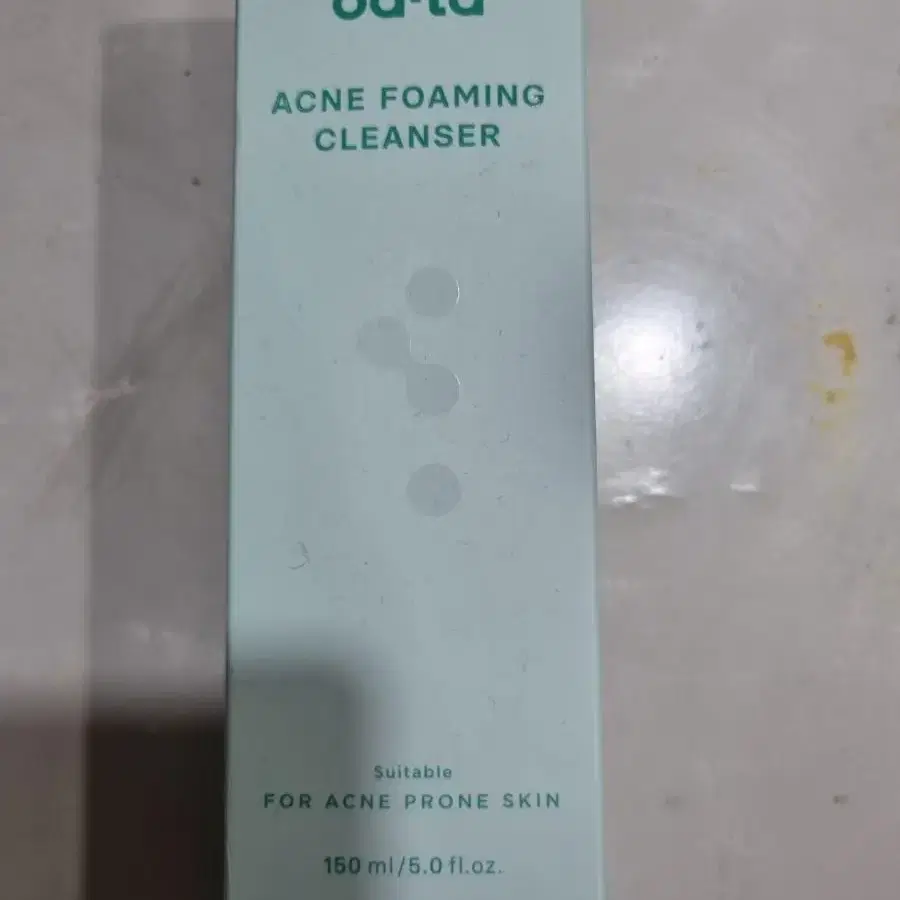 ACNE FOAMING
CLEANSER
Suitable
FOR ACNE PRONE SKIN
150 ml/5.0 fl.oz.